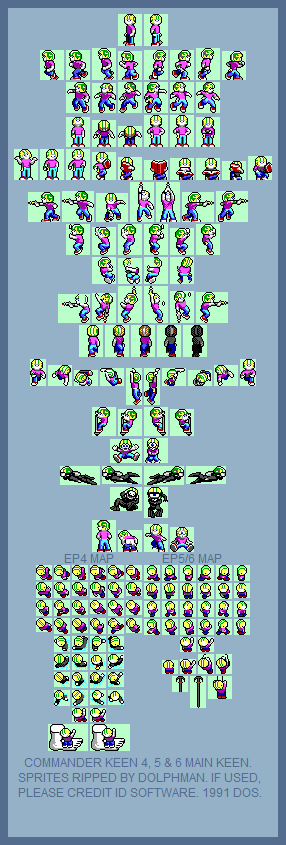 EP4 MAP
EP5/6 MAP
COMMANDER KEEN 4, 5 & 6 MAIN KEEN.
SPRITES RIPPED BY DOLPHMAN. IF USED,
PLEASE CREDIT ID SOFTWARE. 1991 DOS.